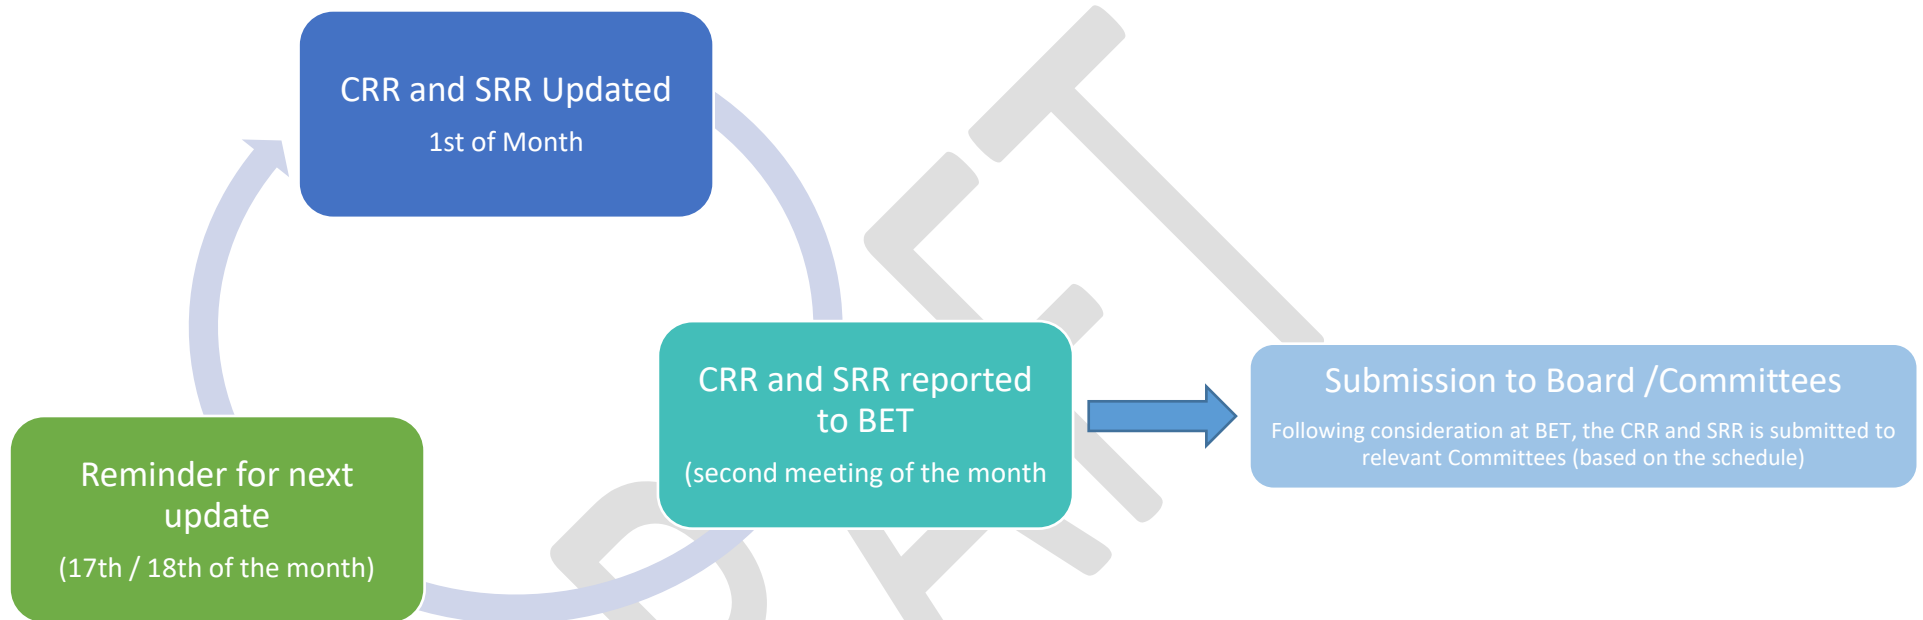 CRR and SRR Updated
1st of Month
CRR and SRR reported
to BET
(second meeting of the month
Submission to Board /Committees
Following consideration at BET, the CRR and SRR is submitted to
relevant Committees (based on the schedule)
Reminder for next
update
(17th / 18th of the month)
DRAFT